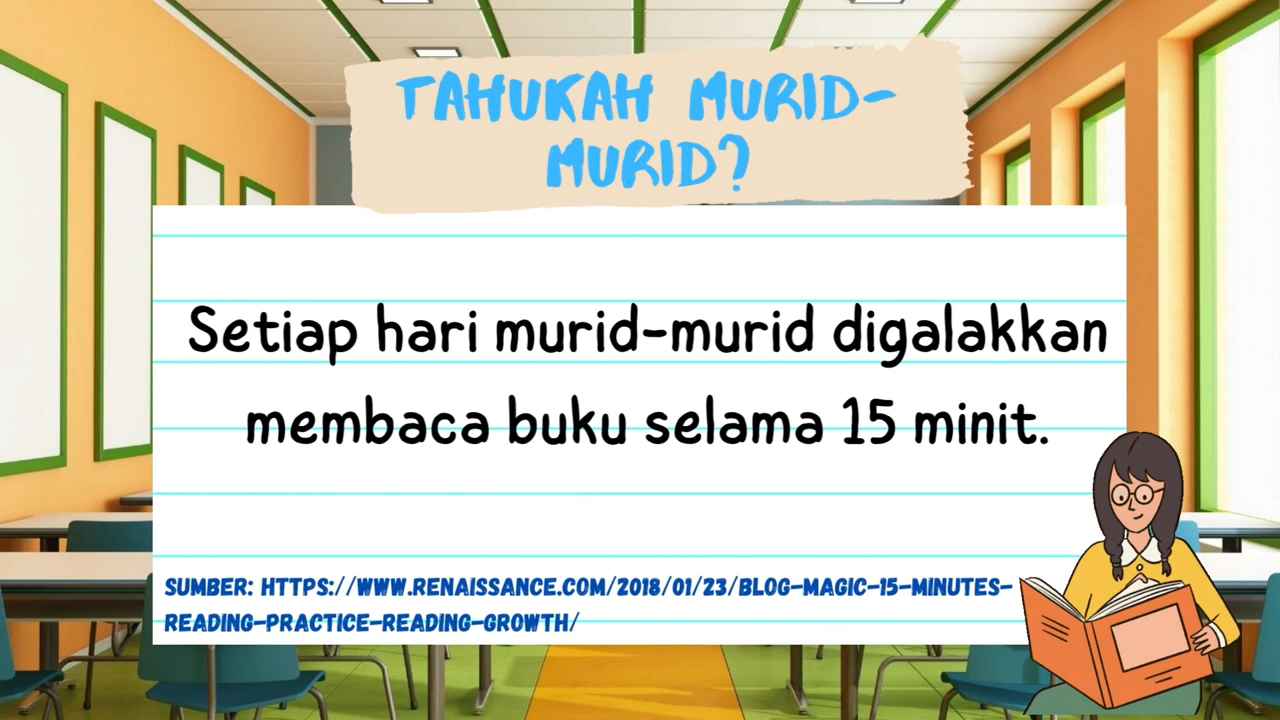 TAHUKAH MURID-
MURID?
Setiap hari murid-murid digalakkan
membaca buku selama 15 minit.
SUMBER: HTTPS://WWW.RENAISSANCE.COM/2018/01/23/BLOG-MAGIC-15-MINUTES-
READING-PRACTICE-READING-GROWTH/